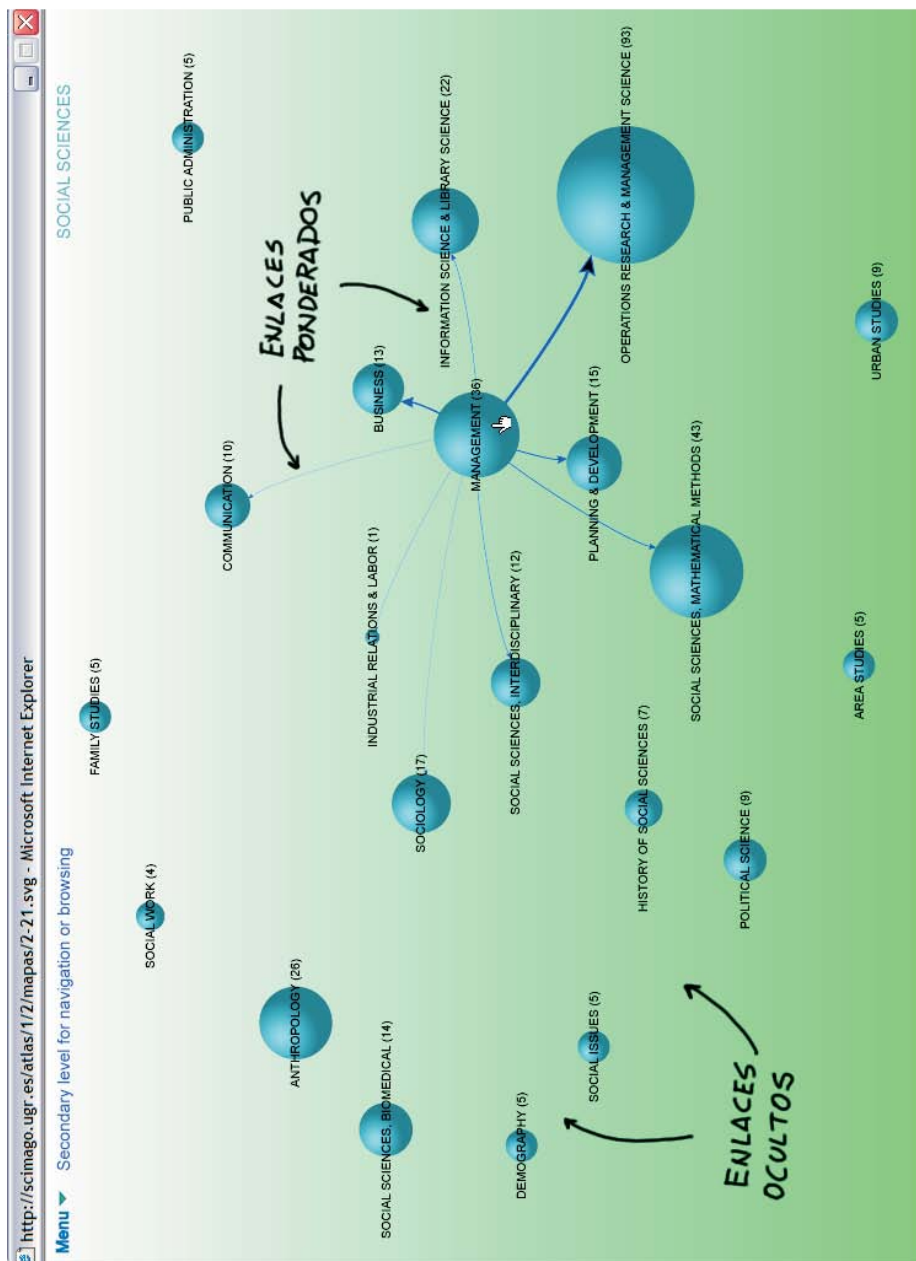 http://scimago.ugr.es/atlas/1/2/mapas/2-21.svg - Microsoft Internet Explorer
Menu Secondary level for navigation or browsing
SOCIAL SCIENCES
FAMILY STUDIES (5)
SOCIAL WORK (4)
PUBLIC ADMINISTRATION (5)
COMMUNICATION (10)
ENLACES
PONDERADOS
ANTHROPOLOGY (26)
INDUSTRIAL RELATIONS & LABOR (1)
BUSINESS (13)
SOCIAL SCIENCES, BIOMEDICAL (14)
SOCIOLOGY (17)
INFORMATION SCIENCE & LIBRARY SCIENCE (22)
MANAGEMENT (36)
DEMOGRAPHY (5)
SOCIAL SCIENCES, INTERDISCIPLINARY (12)
SOCIAL ISSUES (5)
PLANNING & DEVELOPMENT (15)
OPERATIONS RESEARCH & MANAGEMENT SCIENCE (93)
HISTORY OF SOCIAL SCIENCES (7)
SOCIAL SCIENCES, MATHEMATICAL METHODS (43)
POLITICAL SCIENCE (9)
ENLACES
OCULTOS
AREA STUDIES (5)
URBAN STUDIES (9)